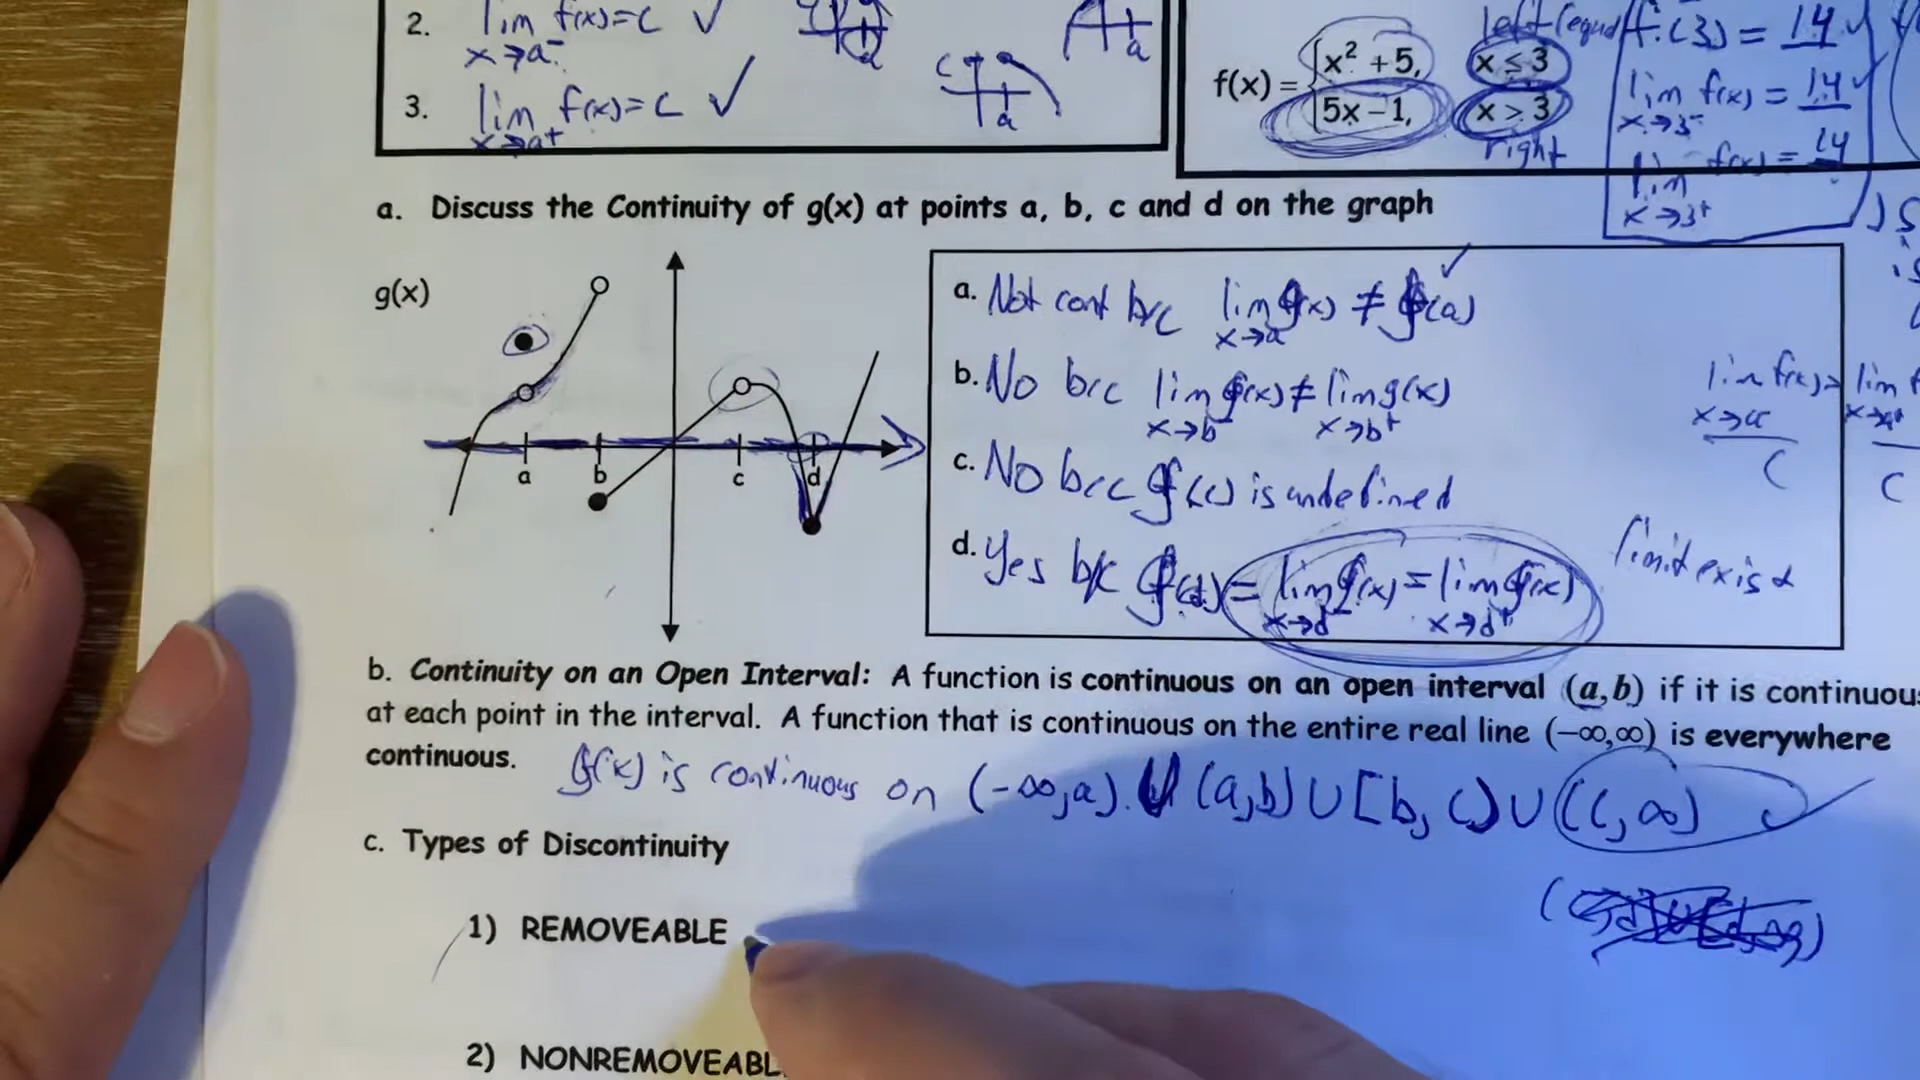 2. lim f(x)=c ✓
x→a⁻
3. lim f(x)=c ✓
x→a⁺
a
c
a
a
left (equal
f(x) = { x² + 5, x ≤ 3
5x − 1, x > 3
right
f(3) = 14 ✓
lim f(x) = 14 ✓
x→3⁻
lim f(x) = 14
x→3⁺
a. Discuss the Continuity of g(x) at points a, b, c and d on the graph
g(x)
a b c d
a. Not cont b/c lim g(x) ≠ g(a) ✓
x→a
b. No b/c lim g(x) ≠ lim g(x)
x→b⁻ x→b⁺
c. No b/c g(c) is undefined
d. Yes b/c g(d) = lim g(x) = lim g(x)
x→d⁻ x→d⁺
lim f(x) = lim f
x→a⁻ x→a⁺
c c
limit exist
b. Continuity on an Open Interval: A function is continuous on an open interval (a,b) if it is continuous
at each point in the interval. A function that is continuous on the entire real line (−∞,∞) is everywhere
continuous. g(x) is continuous on (-∞,a) ∪ (a,b) ∪ [b, c) ∪ (c, ∞)
c. Types of Discontinuity
1) REMOVEABLE
2) NONREMOVEABL